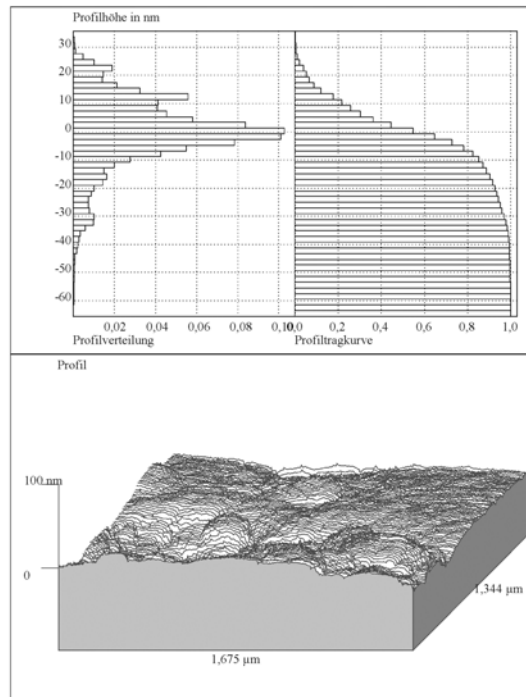 Profilhöhe in nm
30
20
10
0
-10
-20
-30
-40
-50
-60
0,02 0,04 0,06 0,08 0,10 0,0 0,2 0,4 0,6 0,8 1,0
Profilverteilung Profiltragkurve
Profil
100 nm
0
1,344 µm
1,675 µm